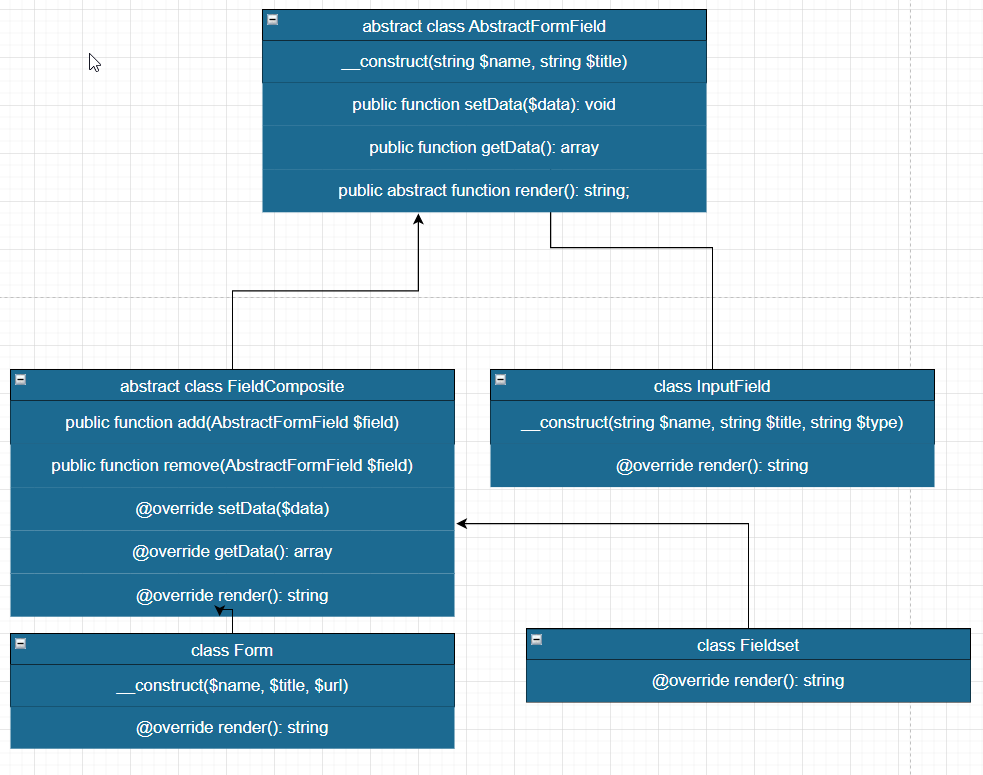 abstract class AbstractFormField
__construct(string $name, string $title)
public function setData($data): void
public function getData(): array
public abstract function render(): string;
abstract class FieldComposite
public function add(AbstractFormField $field)
public function remove(AbstractFormField $field)
@override setData($data)
@override getData(): array
@override render(): string
class InputField
__construct(string $name, string $title, string $type)
@override render(): string
class Form
__construct($name, $title, $url)
@override render(): string
class Fieldset
@override render(): string